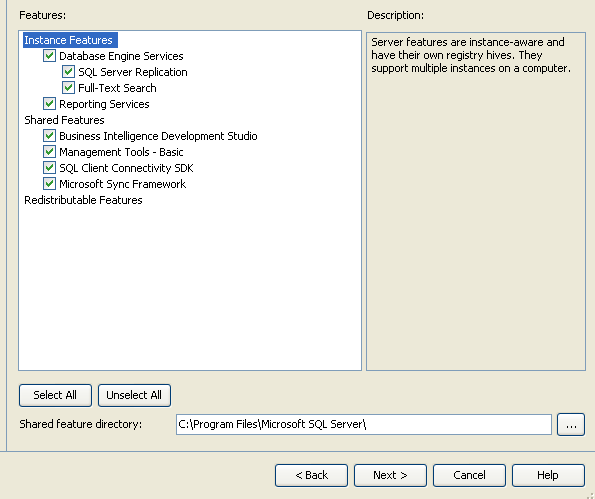 Features:
Description:
Instance Features
Database Engine Services
SQL Server Replication
Full-Text Search
Reporting Services
Shared Features
Business Intelligence Development Studio
Management Tools - Basic
SQL Client Connectivity SDK
Microsoft Sync Framework
Redistributable Features
Server features are instance-aware and
have their own registry hives. They
support multiple instances on a computer.
Select All
Unselect All
Shared feature directory:
C:\Program Files\Microsoft SQL Server\
...
< Back
Next >
Cancel
Help